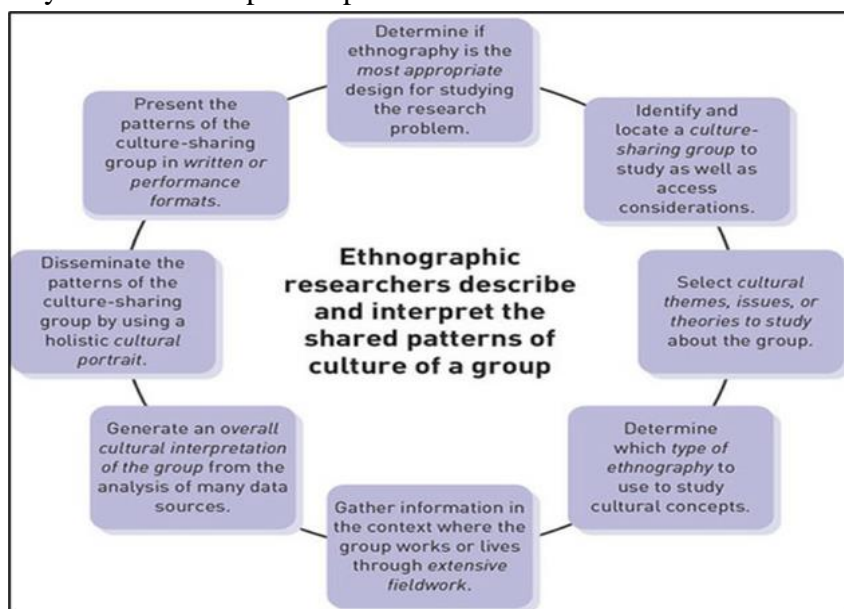 Determine if
ethnography is the
most appropriate
design for studying
the research
problem.
Identify and
locate a culture-
sharing group to
study as well as
access
considerations.
Select cultural
themes, issues, or
theories to study
about the group.
Determine
which type of
ethnography to
use to study
cultural concepts.
Gather information in
the context where the
group works or lives
through extensive
fieldwork.
Generate an overall
cultural interpretation
of the group from the
analysis of many data
sources.
Disseminate the
patterns of the
culture-sharing
group by using a
holistic cultural
portrait.
Present the
patterns of the
culture-sharing
group in written or
performance
formats.
Ethnographic
researchers describe
and interpret the
shared patterns of
culture of a group